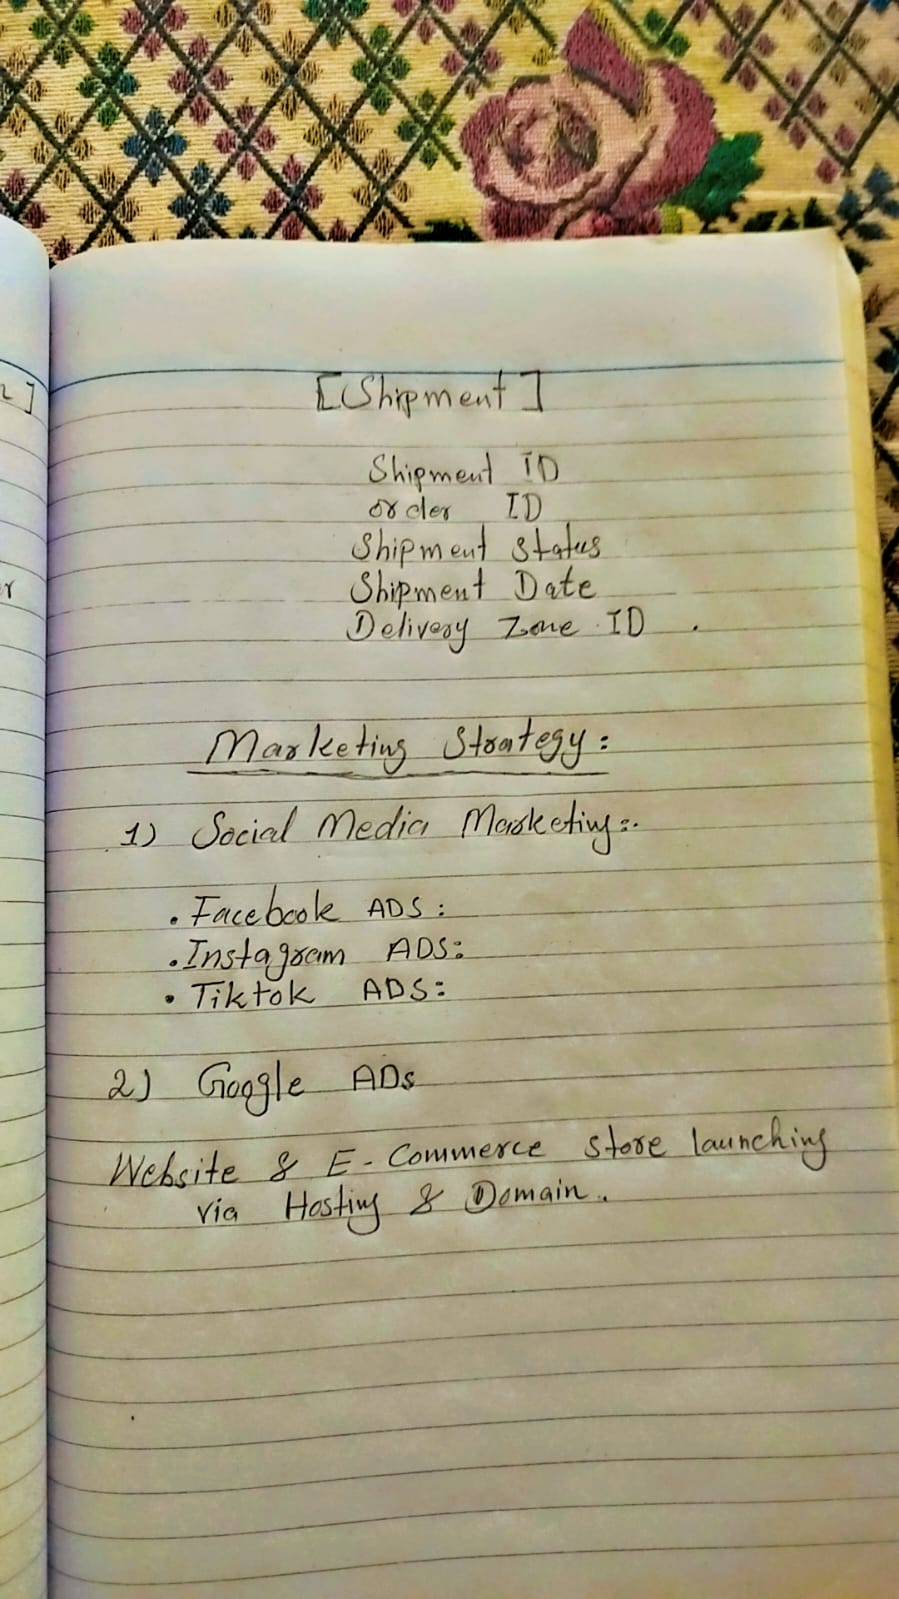 [Shipment]
Shipment ID
order ID
Shipment Status
Shipment Date
Delivery Zone ID .
Marketing Strategy:
1) Social Media Marketing:.
• Facebook ADS:
• Instagram ADS:
• Tiktok ADS:
2) Google ADs
Website & E-Commerce store launching
via Hosting & Domain.